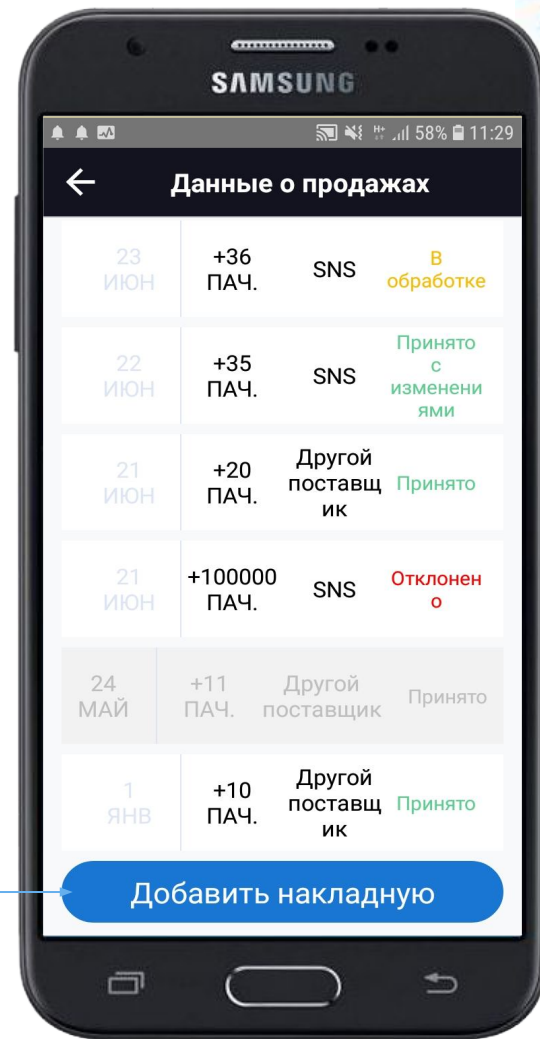 SAMSUNG
H+ 58% 11:29
Данные о продажах
23
ИЮН
+36
ПАЧ.
SNS
В
обработке
22
ИЮН
+35
ПАЧ.
SNS
Принято
с
изменени
ями
21
ИЮН
+20
ПАЧ.
Другой
поставщ
ик
Принято
21
ИЮН
+100000
ПАЧ.
SNS
Отклонен
о
24
МАЙ
+11
ПАЧ.
Другой
поставщик
Принято
1
ЯНВ
+10
ПАЧ.
Другой
поставщ
ик
Принято
Добавить накладную